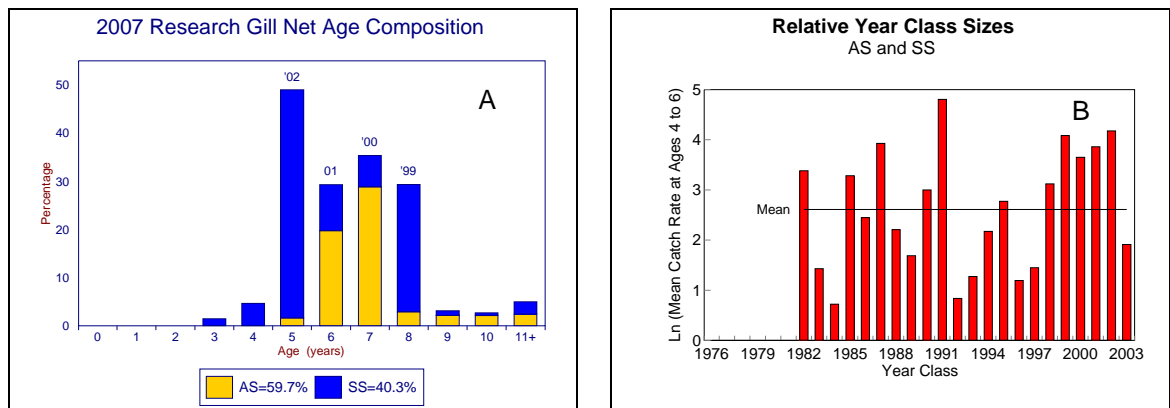 2007 Research Gill Net Age Composition
A
Percentage
50
40
30
20
10
0
'02
01
'00
'99
0 1 2 3 4 5 6 7 8 9 10 11+
Age (years)
AS=59.7% SS=40.3%
Relative Year Class Sizes
AS and SS
B
Ln (Mean Catch Rate at Ages 4 to 6)
5
4
3
Mean
2
1
0
1976 1979 1982 1985 1988 1991 1994 1997 2000 2003
Year Class